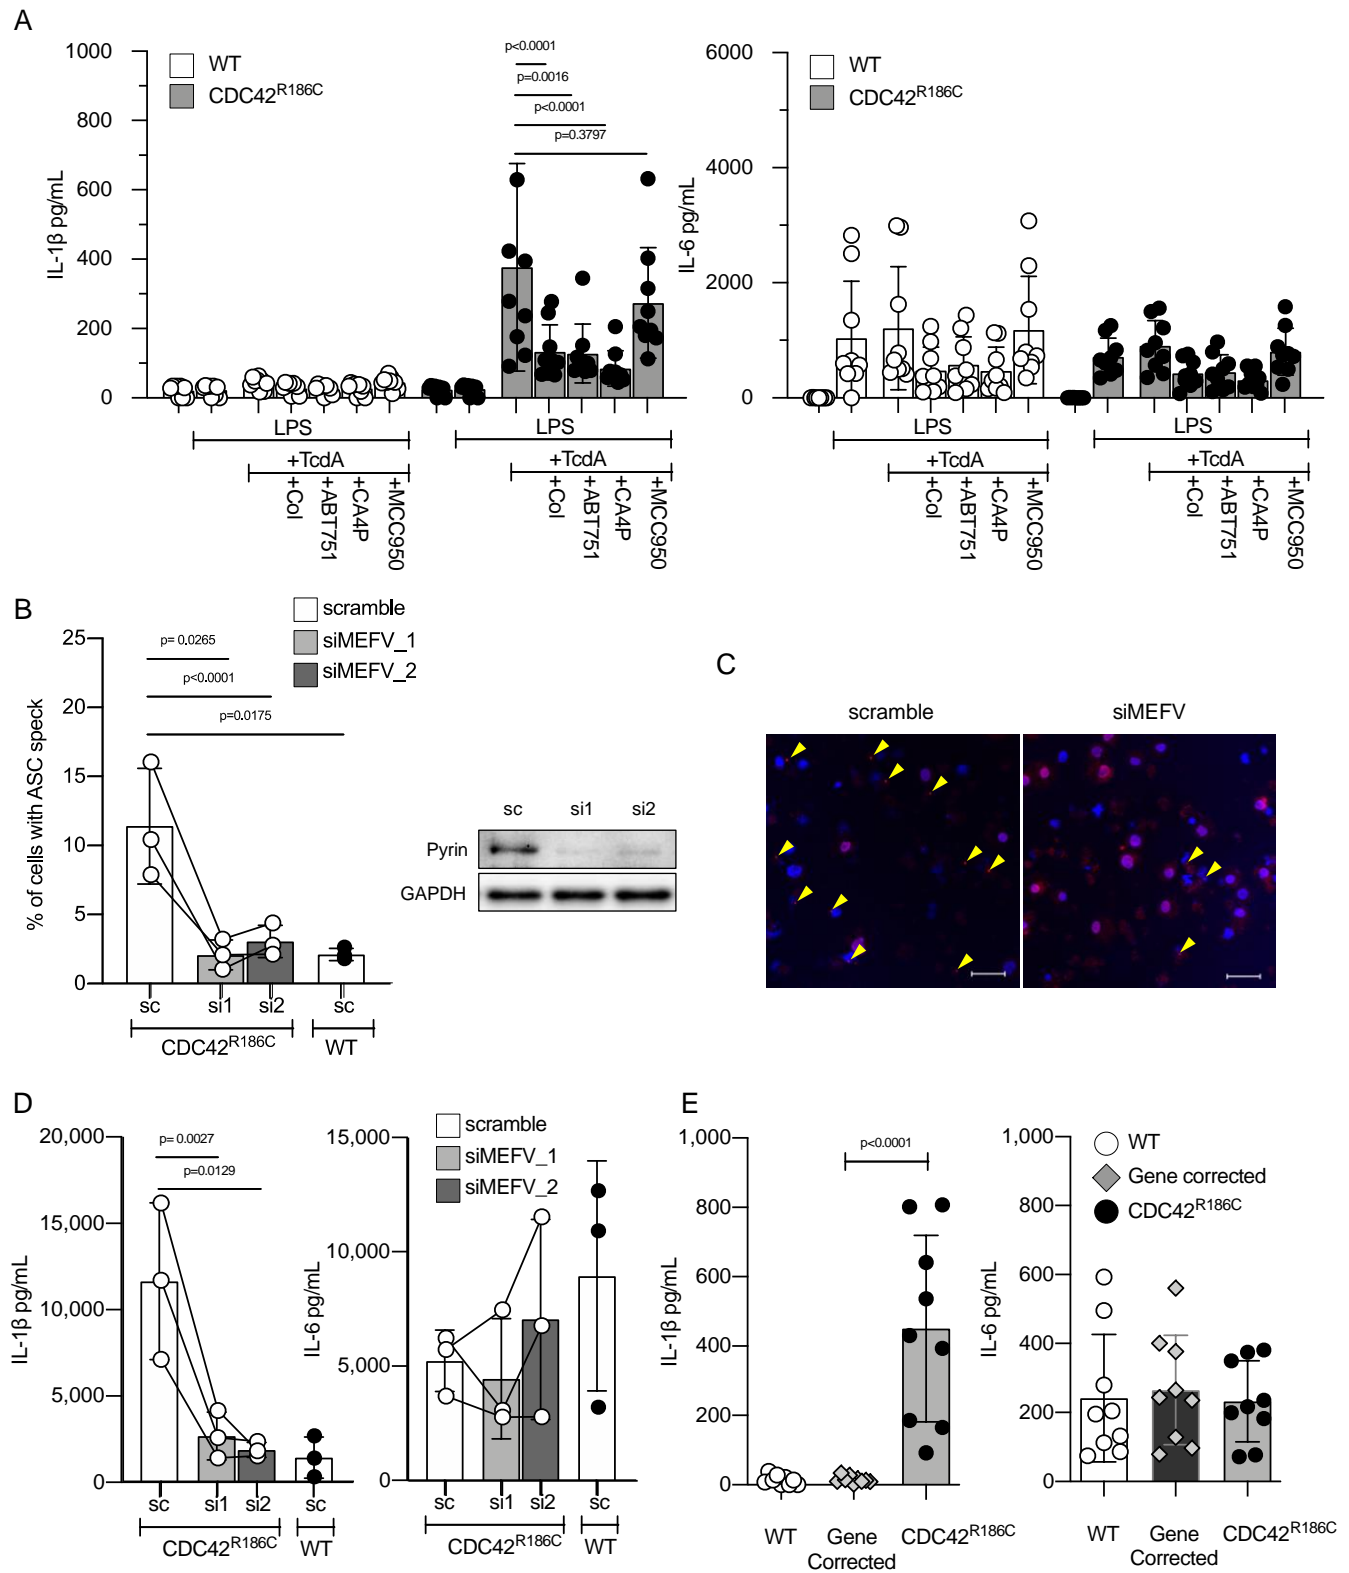 A
1000
800
600
400
200
0
IL-1β pg/mL
WT
CDC42R186C
p<0.0001
p=0.0016
p<0.0001
p=0.3797
LPS
+TcdA
+Col
+ABT751
+CA4P
+MCC950
LPS
+TcdA
+Col
+ABT751
+CA4P
+MCC950
6000
4000
2000
0
IL-6 pg/mL
WT
CDC42R186C
LPS
+TcdA
+Col
+ABT751
+CA4P
+MCC950
LPS
+TcdA
+Col
+ABT751
+CA4P
+MCC950
B
scramble
siMEFV_1
siMEFV_2
25
20
15
10
5
0
% of cells with ASC speck
p= 0.0265
p<0.0001
p=0.0175
sc si1 si2 sc
CDC42R186C WT
sc si1 si2
Pyrin
GAPDH
C
scramble siMEFV
D
20,000
15,000
10,000
5,000
0
IL-1β pg/mL
p= 0.0027
p=0.0129
sc si1 si2 sc
CDC42R186C WT
15,000
10,000
5,000
0
IL-6 pg/mL
scramble
siMEFV_1
siMEFV_2
sc si1 si2 sc
CDC42R186C WT
E
1,000
800
600
400
200
0
IL-1β pg/mL
p<0.0001
WT Gene Corrected CDC42R186C
1,000
800
600
400
200
0
IL-6 pg/mL
WT
Gene corrected
CDC42R186C
WT Gene Corrected CDC42R186C